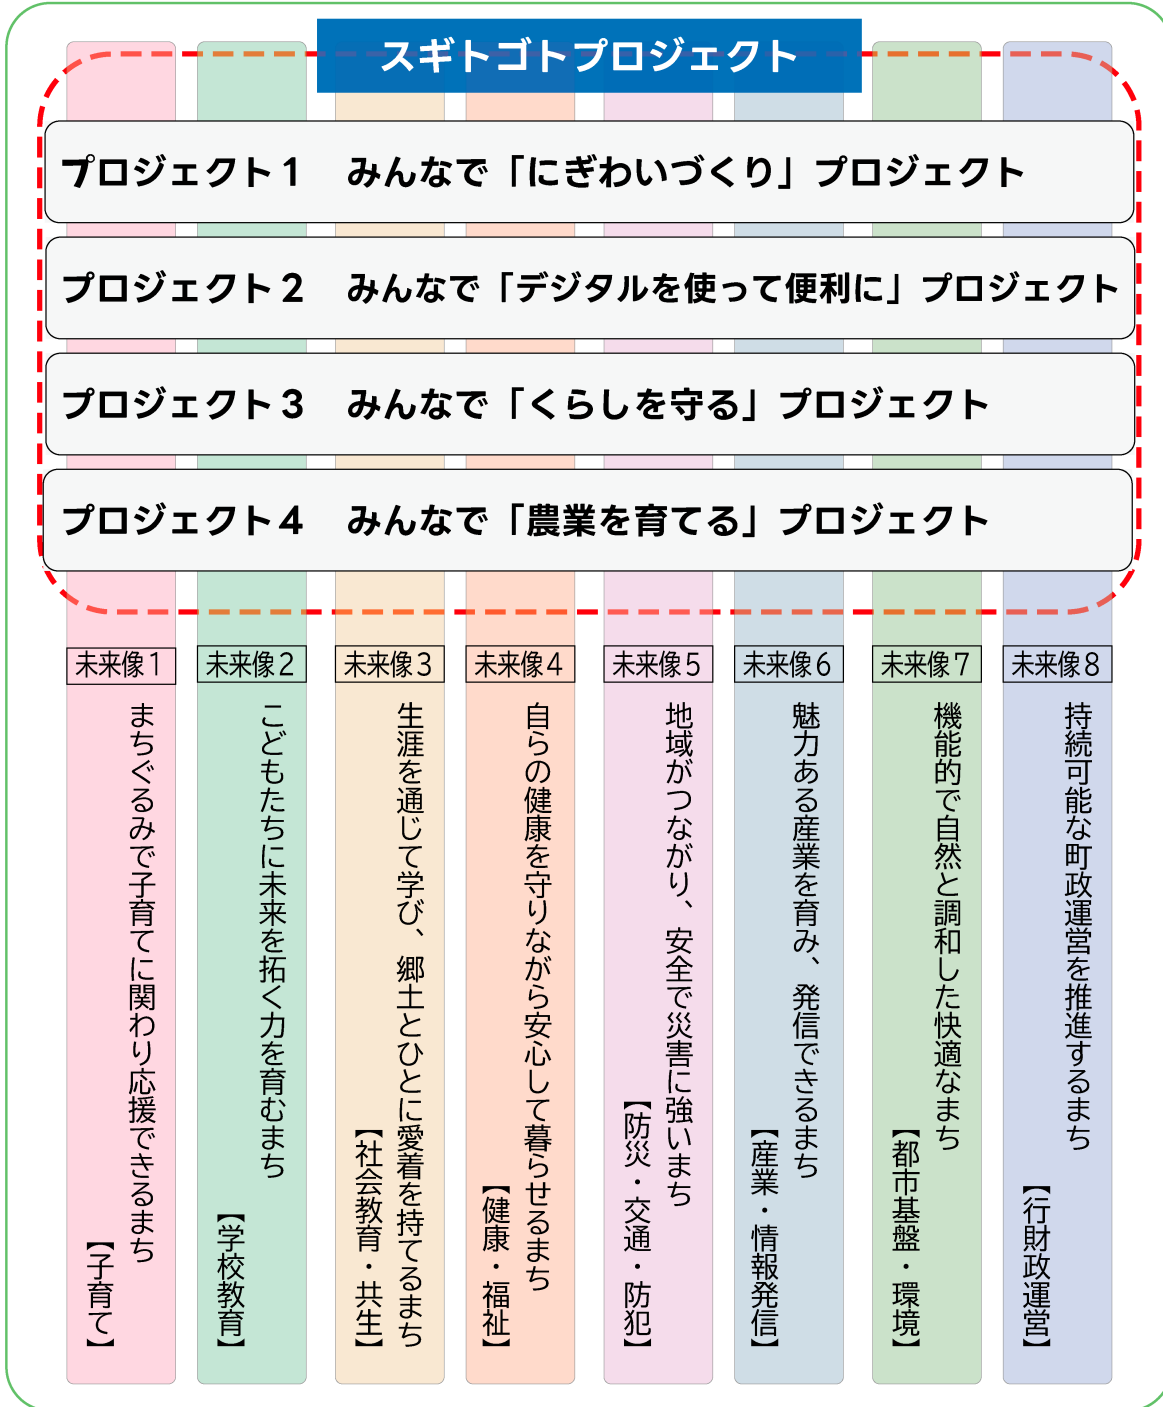 スギトゴトプロジェクト
プロジェクト１　みんなで「にぎわいづくり」プロジェクト
プロジェクト２　みんなで「デジタルを使って便利に」プロジェクト
プロジェクト３　みんなで「くらしを守る」プロジェクト
プロジェクト４　みんなで「農業を育てる」プロジェクト
未来像１
まちぐるみで子育てに関わり応援できるまち
【子育て】
未来像２
こどもたちに未来を拓く力を育むまち
【学校教育】
未来像３
生涯を通じて学び、郷土とひとに愛着を持てるまち
【社会教育・共生】
未来像４
自らの健康を守りながら安心して暮らせるまち
【健康・福祉】
未来像５
地域がつながり、安全で災害に強いまち
【防災・交通・防犯】
未来像６
魅力ある産業を育み、発信できるまち
【産業・情報発信】
未来像７
機能的で自然と調和した快適なまち
【都市基盤・環境】
未来像８
持続可能な町政運営を推進するまち
【行財政運営】